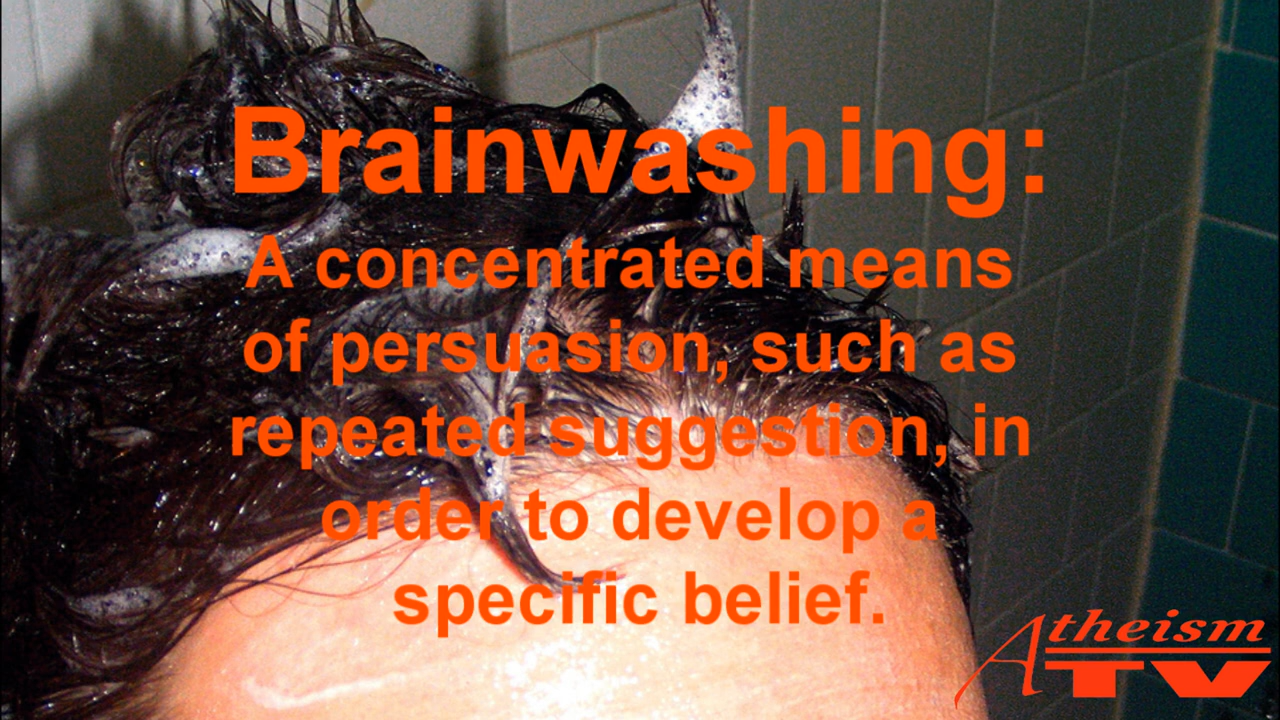 Brainwashing:
A concentrated means
of persuasion, such as
repeated suggestion, in
order to develop a
specific belief.
Atheism
TV